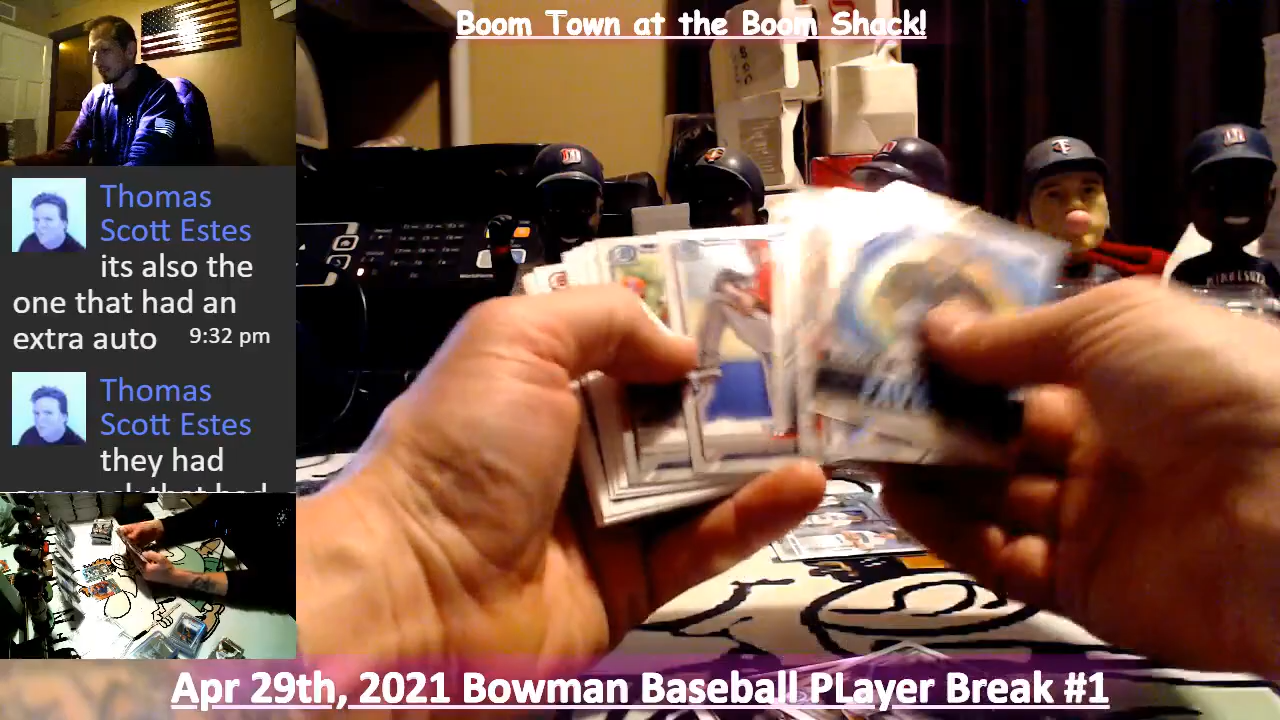 Boom Town at the Boom Shack!
Thomas
Scott Estes
its also the
one that had an
extra auto 9:32 pm
Thomas
Scott Estes
they had
Apr 29th, 2021 Bowman Baseball PLayer Break #1